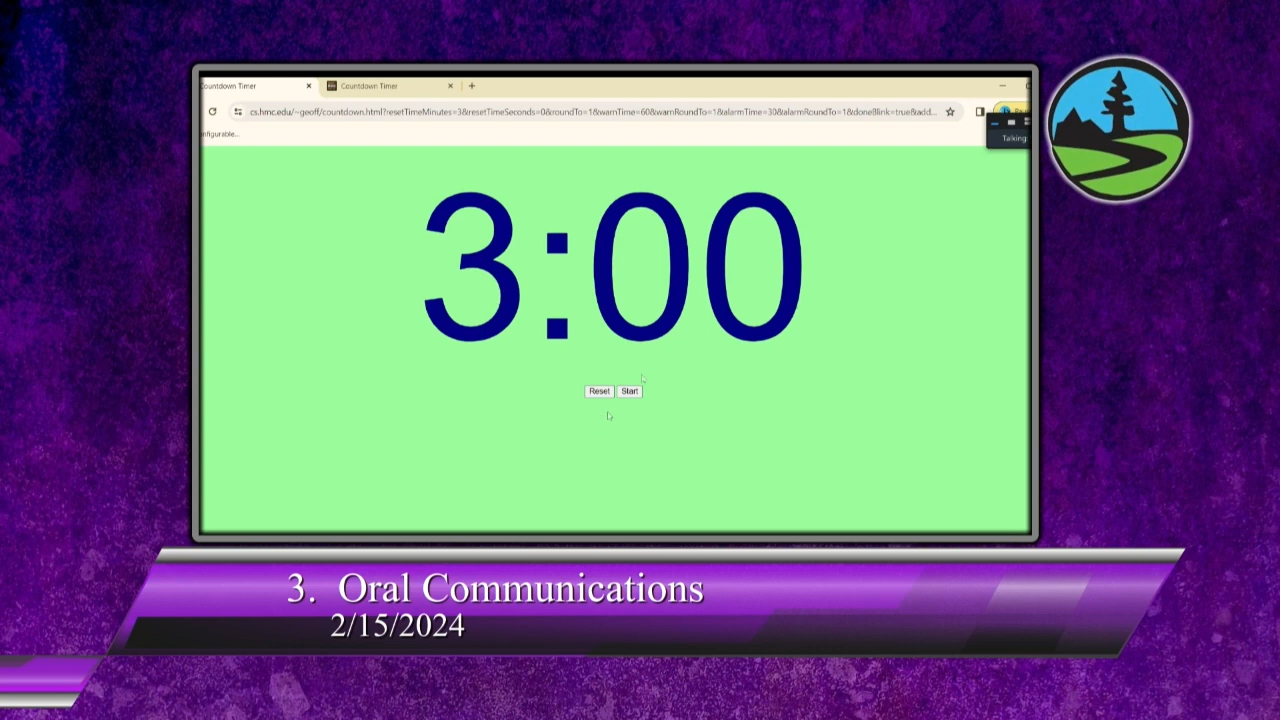 Countdown Timer
Countdown Timer
cs.hmc.edu/~geoff/countdown.html?resetTimeMinutes=3&resetTimeSeconds=0&roundTo=1&warnTime=60&warnRoundTo=1&alarmTime=30&alarmRoundTo=1&doneBlink=true&add...
nfigurable...
Talking:
3:00
Reset Start
3. Oral Communications
2/15/2024